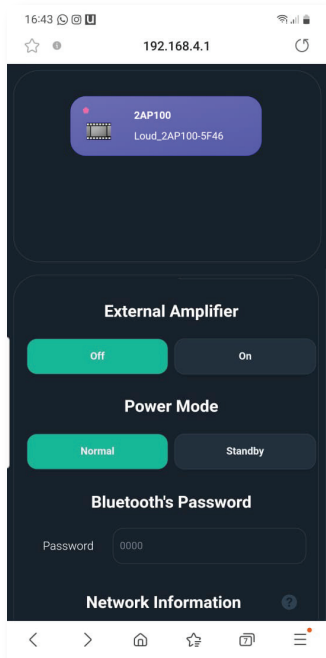 16:43
192.168.4.1
2AP100
Loud_2AP100-5F46
External Amplifier
Off On
Power Mode
Normal Standby
Bluetooth's Password
Password 0000
Network Information ?
7